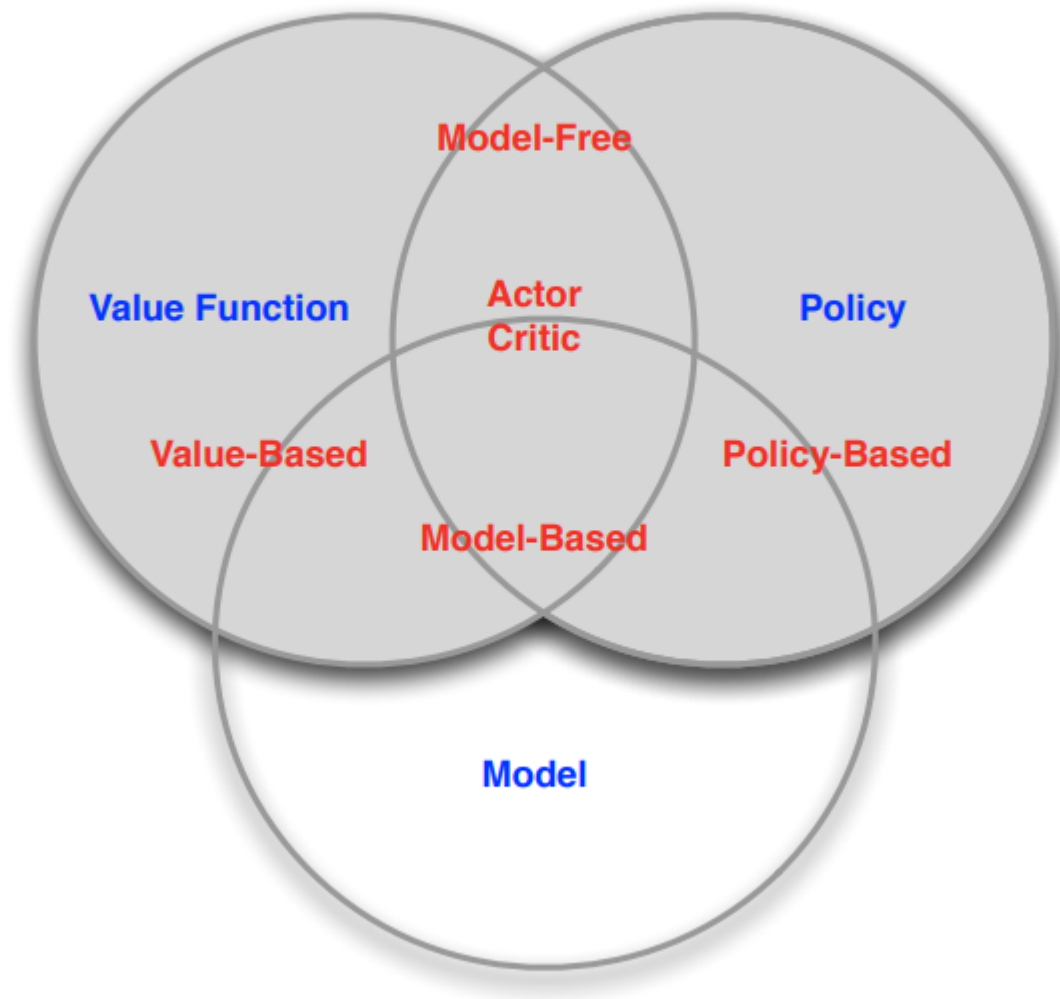 Model-Free
Value Function
Actor
Critic
Policy
Value-Based
Policy-Based
Model-Based
Model